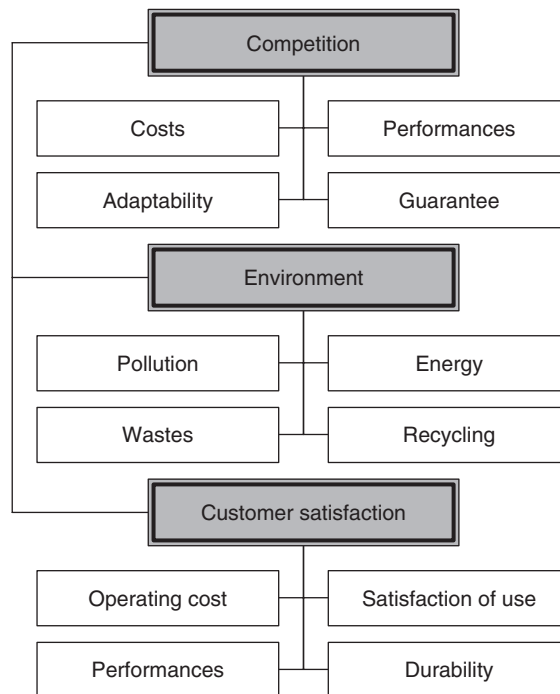 Competition
Costs
Performances
Adaptability
Guarantee
Environment
Pollution
Energy
Wastes
Recycling
Customer satisfaction
Operating cost
Satisfaction of use
Performances
Durability